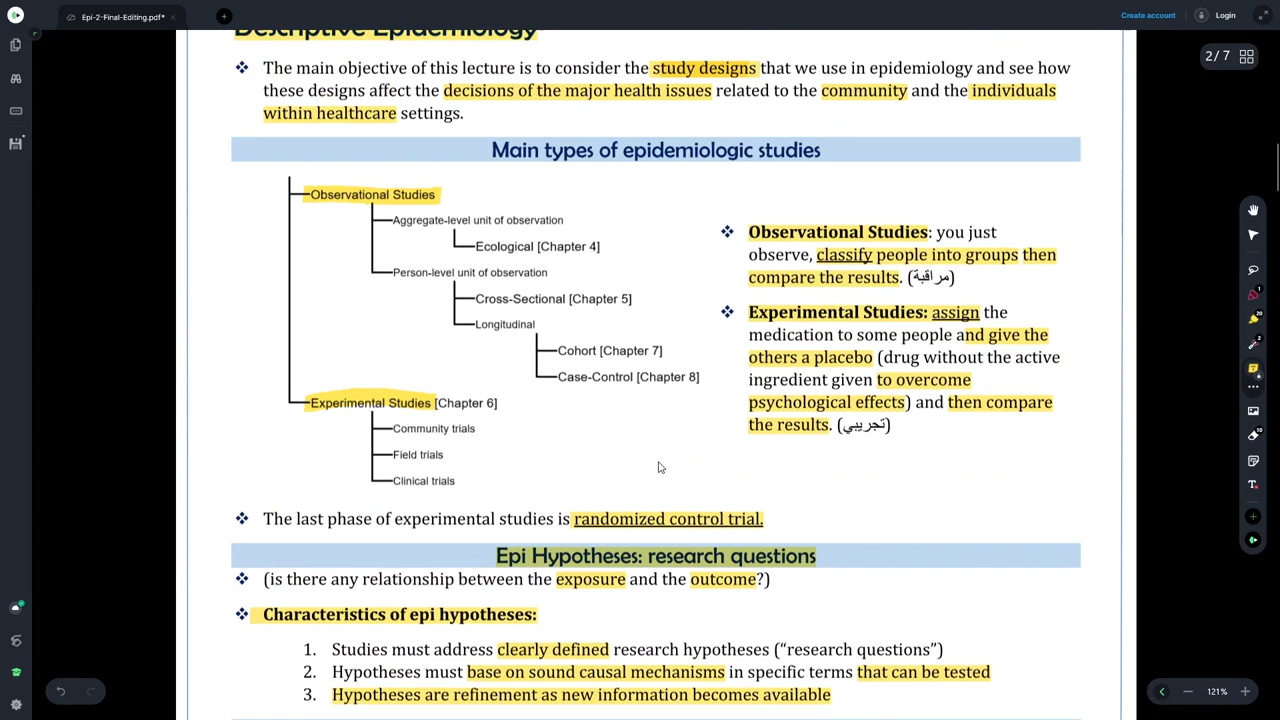 Epi-2-Final-Editing.pdf*
Create account
Login
2 / 7
Descriptive Epidemiology
❖ The main objective of this lecture is to consider the study designs that we use in epidemiology and see how
these designs affect the decisions of the major health issues related to the community and the individuals
within healthcare settings.
Main types of epidemiologic studies
Observational Studies
Aggregate-level unit of observation
Ecological [Chapter 4]
Person-level unit of observation
Cross-Sectional [Chapter 5]
Longitudinal
Cohort [Chapter 7]
Case-Control [Chapter 8]
Experimental Studies [Chapter 6]
Community trials
Field trials
Clinical trials
❖ Observational Studies: you just
observe, classify people into groups then
compare the results. (مراقبة)
❖ Experimental Studies: assign the
medication to some people and give the
others a placebo (drug without the active
ingredient given to overcome
psychological effects) and then compare
the results. (تجريبي)
❖ The last phase of experimental studies is randomized control trial.
Epi Hypotheses: research questions
❖ (is there any relationship between the exposure and the outcome?)
❖ Characteristics of epi hypotheses:
1. Studies must address clearly defined research hypotheses (“research questions”)
2. Hypotheses must base on sound causal mechanisms in specific terms that can be tested
3. Hypotheses are refinement as new information becomes available
121%